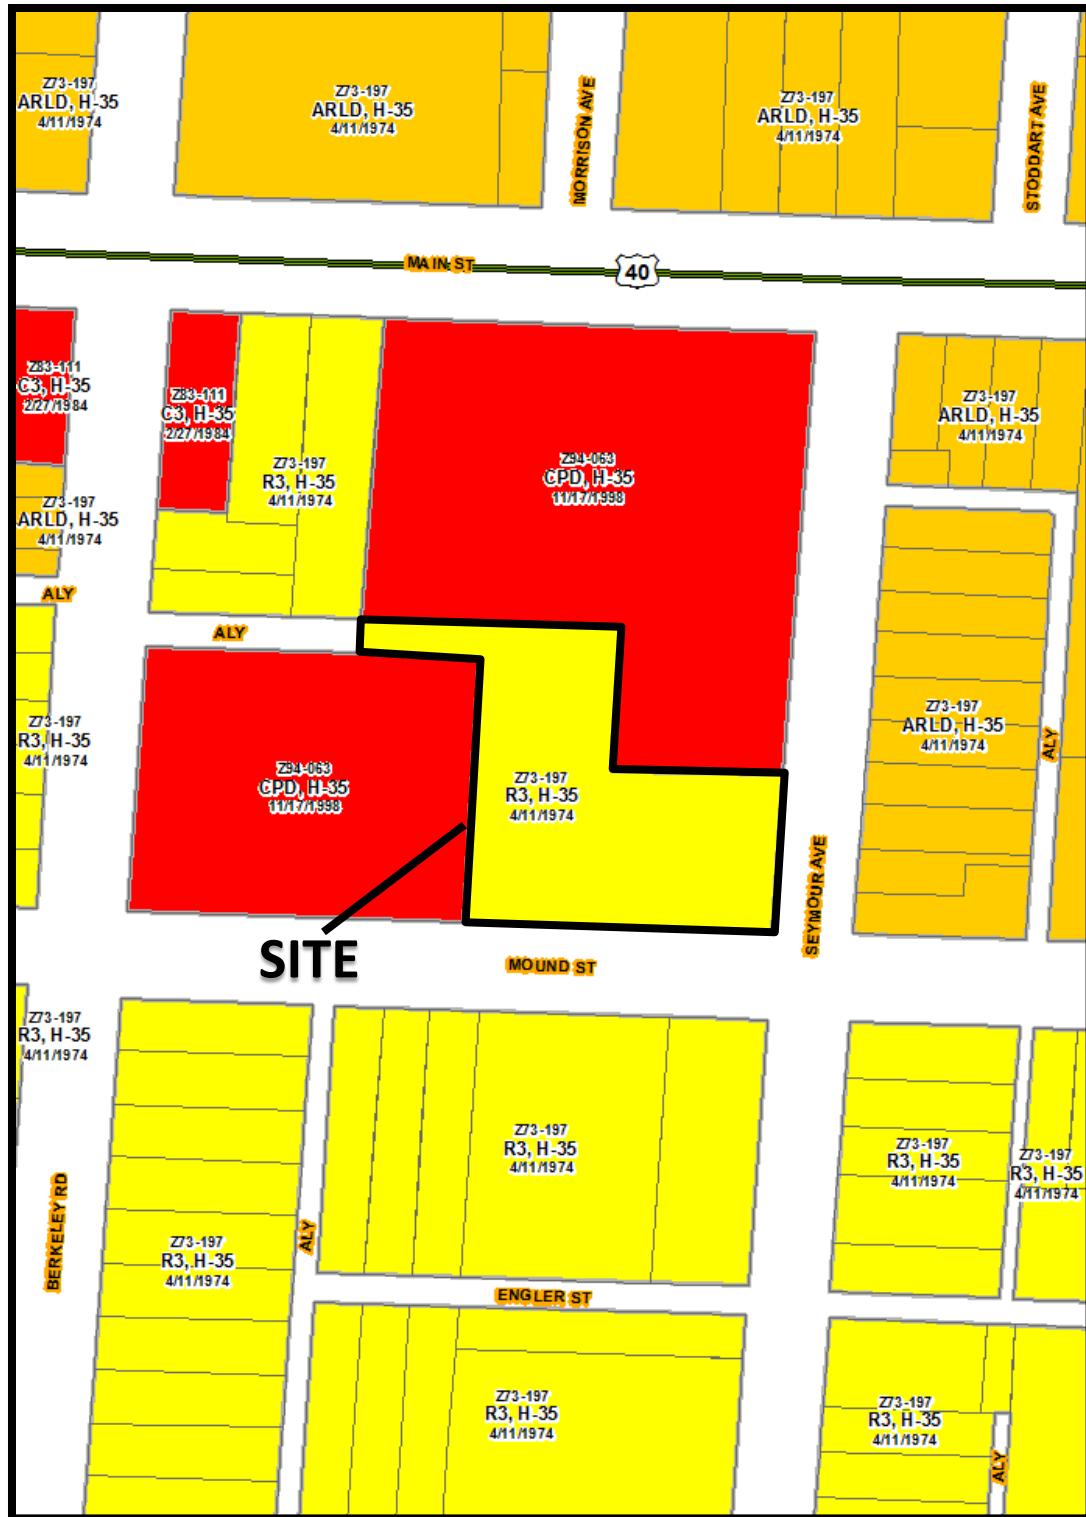 Z73-197
ARLD, H-35
4/11/1974
Z73-197
ARLD, H-35
4/11/1974
MORRISON AVE
Z73-197
ARLD, H-35
4/11/1974
STODDART AVE
MAIN ST
40
Z83-111
C3, H-35
2/27/1984
Z83-111
C3, H-35
2/27/1984
Z73-197
R3, H-35
4/11/1974
Z94-063
CPD, H-35
11/17/1998
Z73-197
ARLD, H-35
4/11/1974
Z73-197
ARLD, H-35
4/11/1974
ALY
ALY
Z73-197
R3, H-35
4/11/1974
Z94-063
CPD, H-35
11/17/1998
Z73-197
R3, H-35
4/11/1974
Z73-197
ARLD, H-35
4/11/1974
ALY
SEYMOUR AVE
SITE
MOUND ST
Z73-197
R3, H-35
4/11/1974
Z73-197
R3, H-35
4/11/1974
Z73-197
R3, H-35
4/11/1974
Z73-197
R3, H-35
4/11/1974
BERKELEY RD
Z73-197
R3, H-35
4/11/1974
ALY
ENGLER ST
Z73-197
R3, H-35
4/11/1974
Z73-197
R3, H-35
4/11/1974
ALY